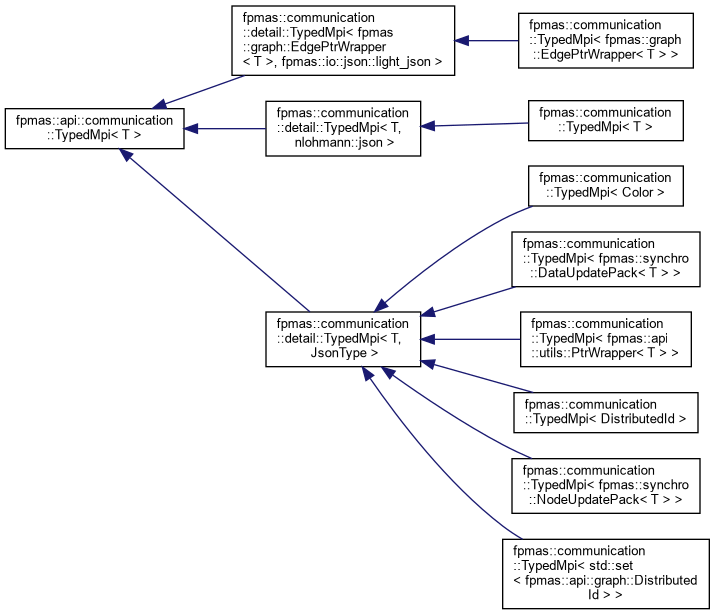 fpmas::communication
::detail::TypedMpi< fpmas
::graph::EdgePtrWrapper
< T >, fpmas::io::json::light_json >
fpmas::communication
::TypedMpi< fpmas::graph
::EdgePtrWrapper< T > >
fpmas::api::communication
::TypedMpi< T >
fpmas::communication
::detail::TypedMpi< T,
nlohmann::json >
fpmas::communication
::TypedMpi< T >
fpmas::communication
::TypedMpi< Color >
fpmas::communication
::TypedMpi< fpmas::synchro
::DataUpdatePack< T > >
fpmas::communication
::detail::TypedMpi< T,
JsonType >
fpmas::communication
::TypedMpi< fpmas::api
::utils::PtrWrapper< T > >
fpmas::communication
::TypedMpi< DistributedId >
fpmas::communication
::TypedMpi< fpmas::synchro
::NodeUpdatePack< T > >
fpmas::communication
::TypedMpi< std::set
< fpmas::api::graph::Distributed
Id > >